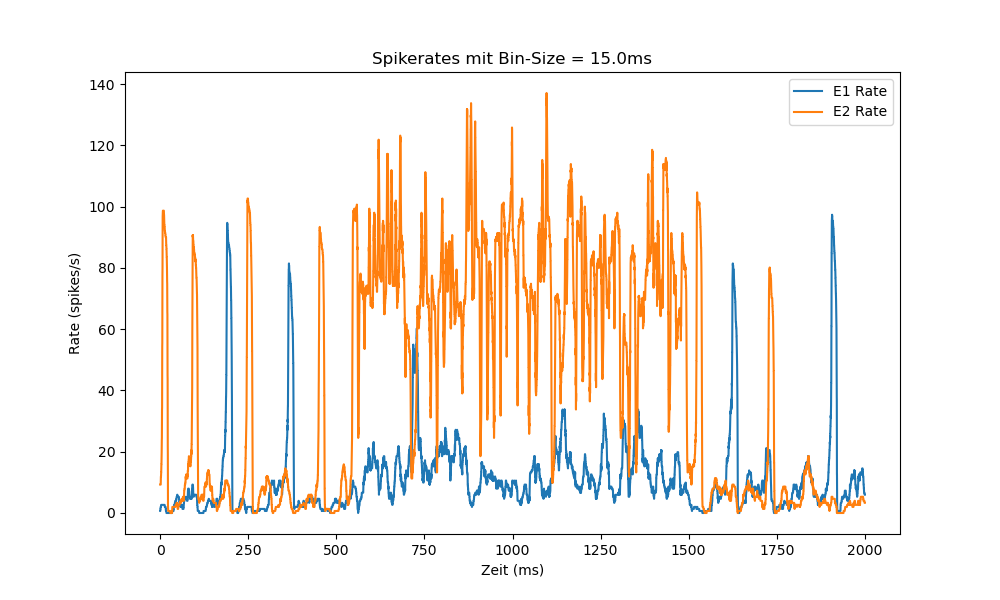 Spikerates mit Bin-Size = 15.0ms
E1 Rate
E2 Rate
Rate (spikes/s)
140
120
100
80
60
40
20
0
0 250 500 750 1000 1250 1500 1750 2000
Zeit (ms)